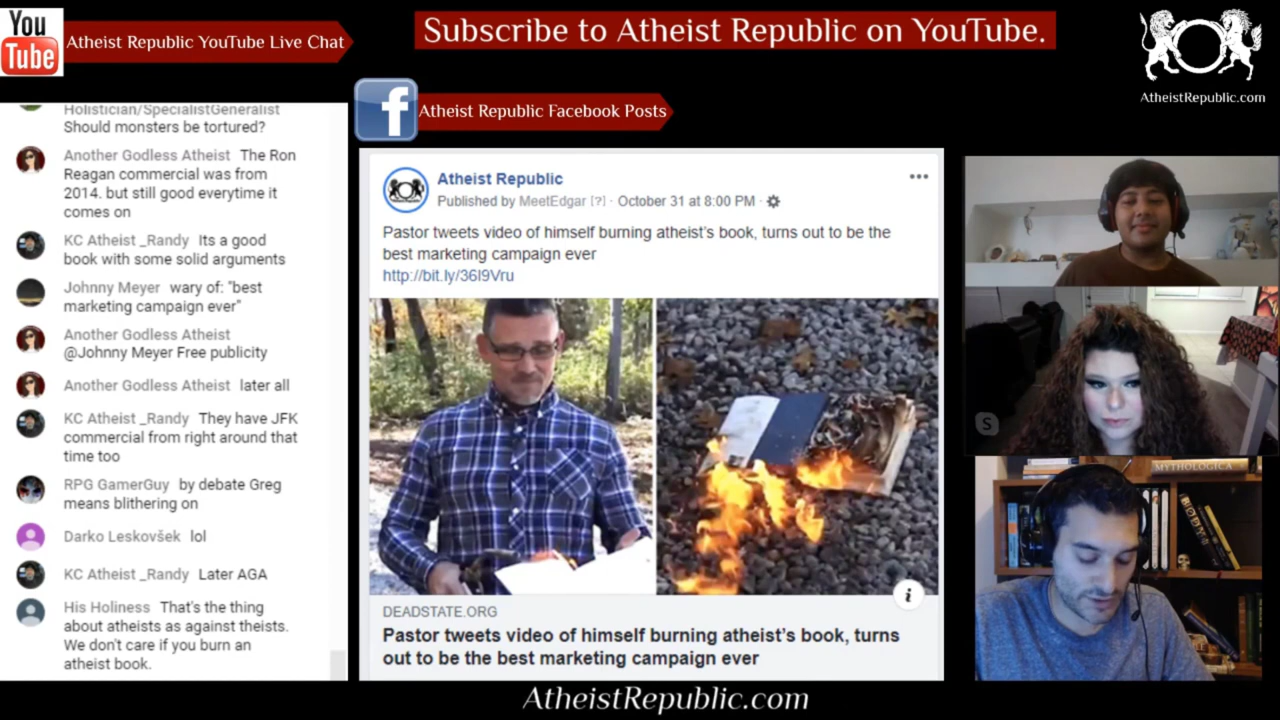 You
Tube
Atheist Republic YouTube Live Chat
Subscribe to Atheist Republic on YouTube.
AtheistRepublic.com
Atheist Republic Facebook Posts
Holistician/SpecialistGeneralist
Should monsters be tortured?
Another Godless Atheist The Ron
Reagan commercial was from
2014. but still good everytime it
comes on
KC Atheist _Randy Its a good
book with some solid arguments
Johnny Meyer wary of: "best
marketing campaign ever"
Another Godless Atheist
@Johnny Meyer Free publicity
Another Godless Atheist later all
KC Atheist _Randy They have JFK
commercial from right around that
time too
RPG GamerGuy by debate Greg
means blithering on
Darko Leskovšek lol
KC Atheist _Randy Later AGA
His Holiness That's the thing
about atheists as against theists.
We don't care if you burn an
atheist book.
Atheist Republic
Published by MeetEdgar [?] · October 31 at 8:00 PM ·
Pastor tweets video of himself burning atheist's book, turns out to be the
best marketing campaign ever
http://bit.ly/36l9Vru
DEADSTATE.ORG
Pastor tweets video of himself burning atheist's book, turns
out to be the best marketing campaign ever
MYTHOLOGICA
AtheistRepublic.com